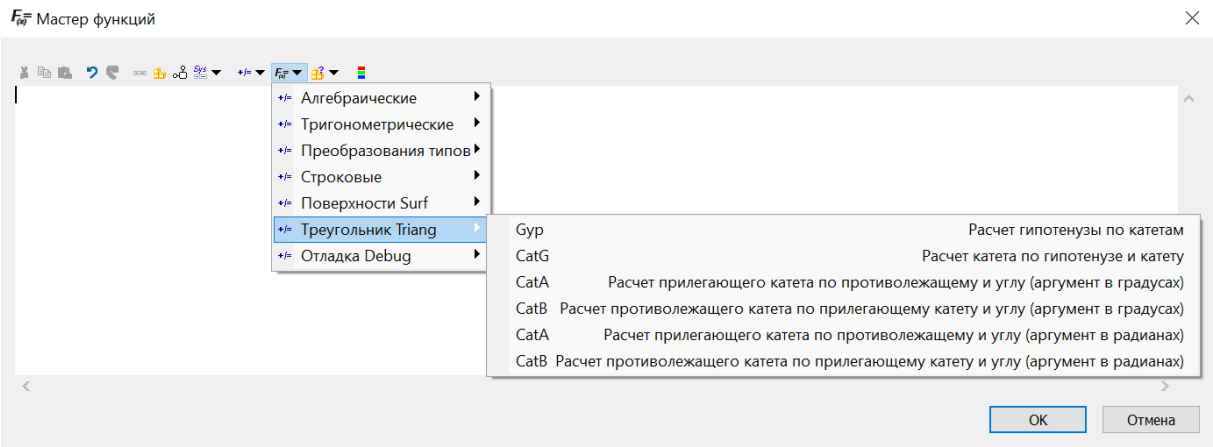 F(x)= Мастер функций
Sys +/= F(x)= ?
+/= Алгебраические
+/= Тригонометрические
+/= Преобразования типов
+/= Строковые
+/= Поверхности Surf
+/= Треугольник Triang
+/= Отладка Debug
Gyp Расчет гипотенузы по катетам
CatG Расчет катета по гипотенузе и катету
CatA Расчет прилегающего катета по противолежащему и углу (аргумент в градусах)
CatB Расчет противолежащего катета по прилегающему катету и углу (аргумент в градусах)
CatA Расчет прилегающего катета по противолежащему и углу (аргумент в радианах)
CatB Расчет противолежащего катета по прилегающему катету и углу (аргумент в радианах)
OK Отмена